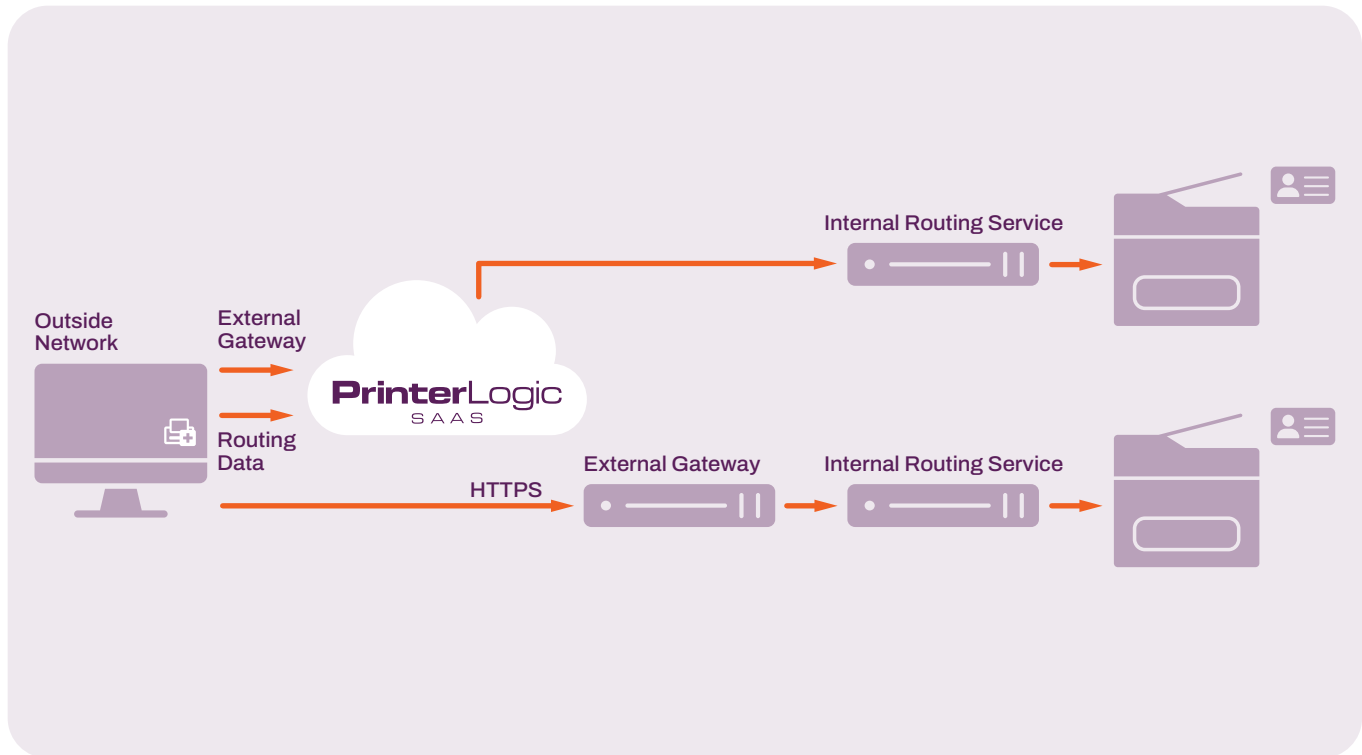 Internal Routing Service
Outside
Network
External
Gateway
PrinterLogic
SAAS
Routing
Data
HTTPS
External Gateway
Internal Routing Service